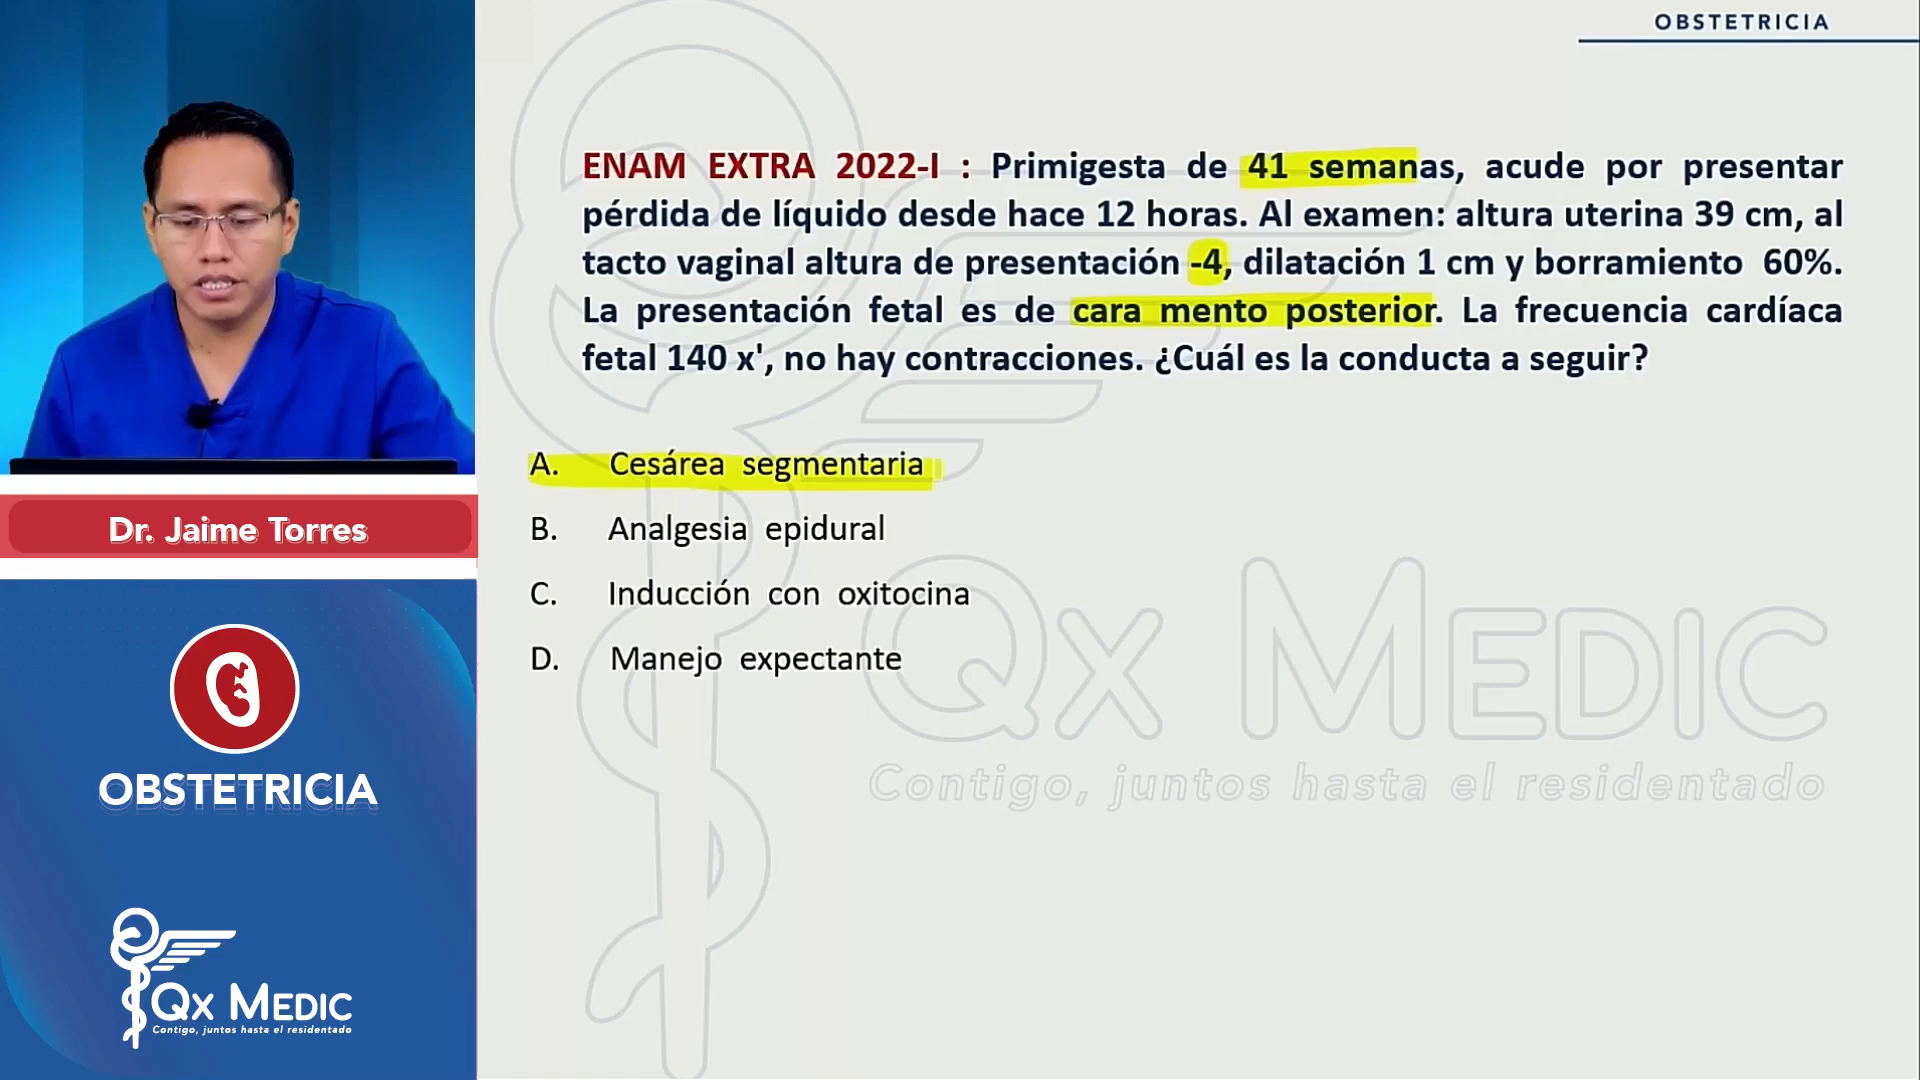 OBSTETRICIA
ENAM EXTRA 2022-I : Primigesta de 41 semanas, acude por presentar
pérdida de líquido desde hace 12 horas. Al examen: altura uterina 39 cm, al
tacto vaginal altura de presentación -4, dilatación 1 cm y borramiento 60%.
La presentación fetal es de cara mento posterior. La frecuencia cardíaca
fetal 140 x', no hay contracciones. ¿Cuál es la conducta a seguir?
A. Cesárea segmentaria
B. Analgesia epidural
C. Inducción con oxitocina
D. Manejo expectante
QX MEDIC
Contigo, juntos hasta el residentado
Dr. Jaime Torres
OBSTETRICIA
QX MEDIC
Contigo, juntos hasta el residentado